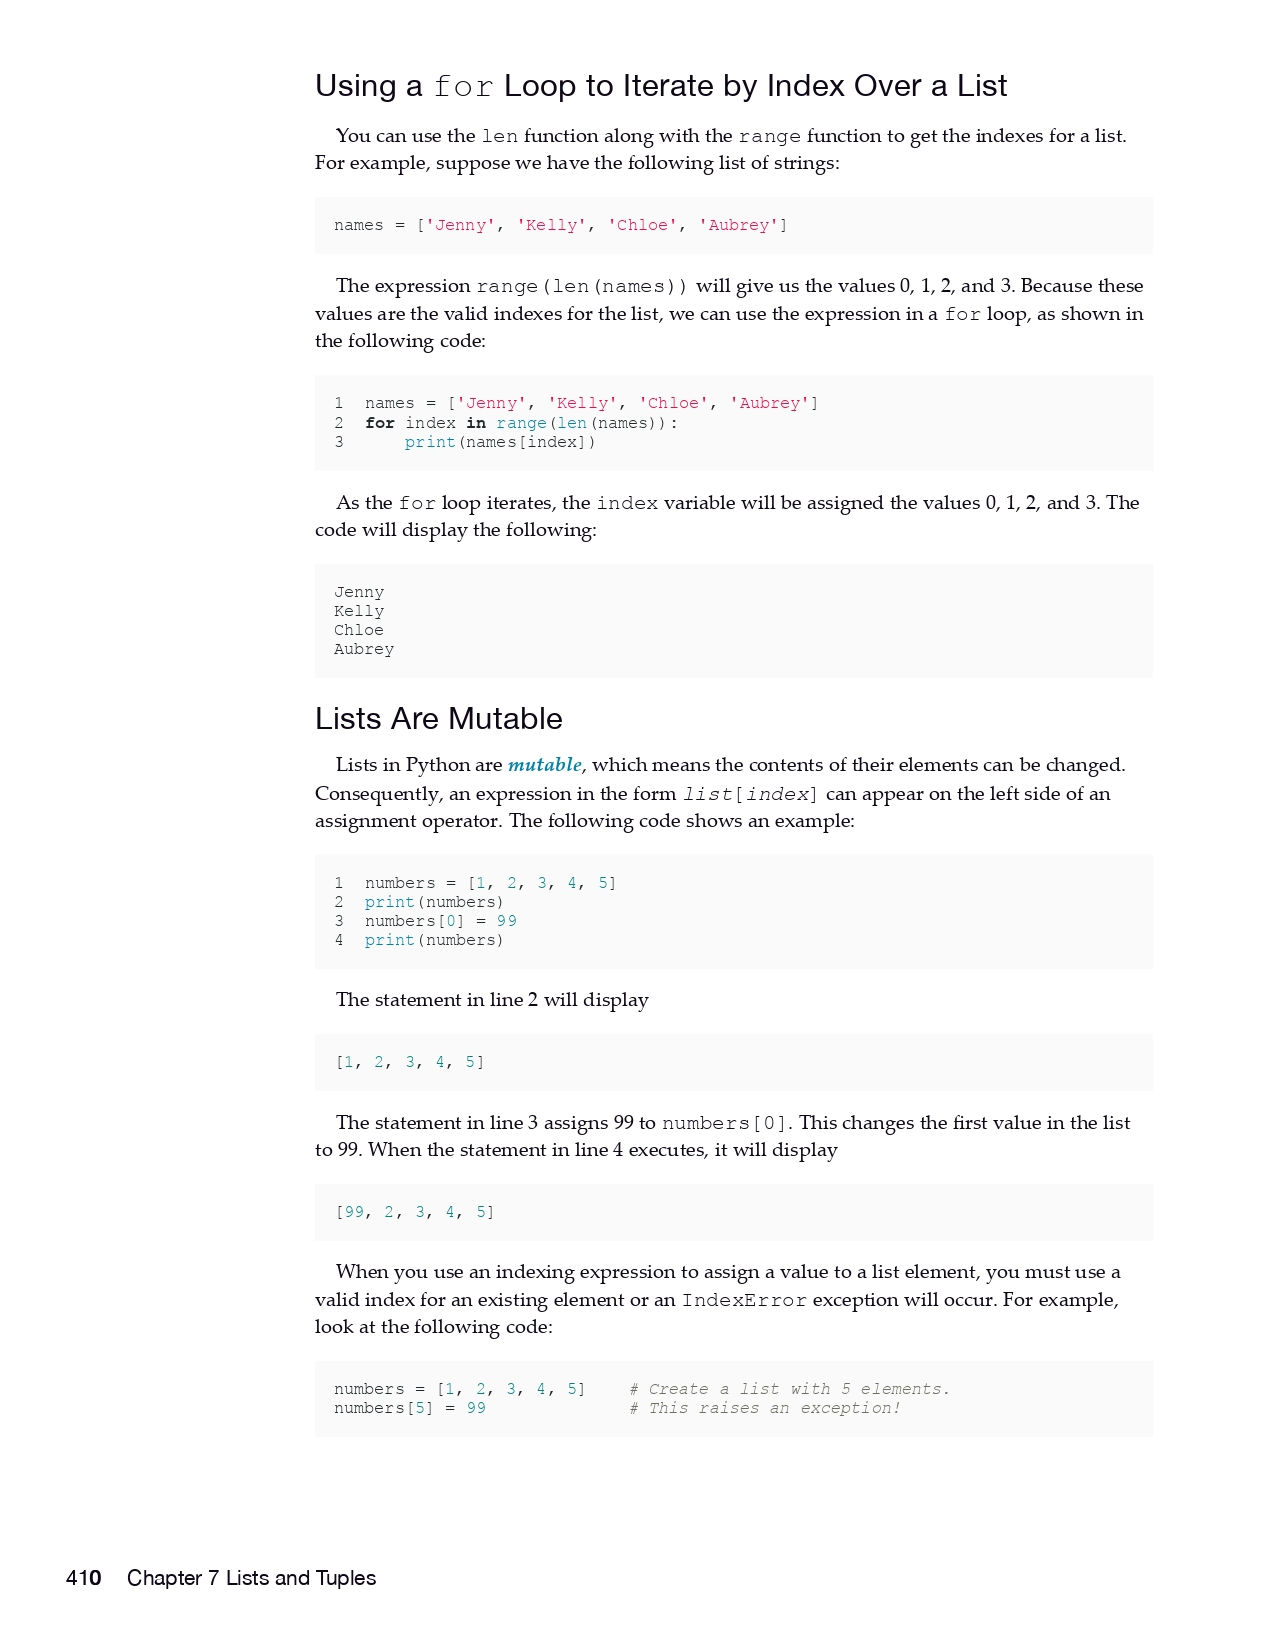 Using a for Loop to Iterate by Index Over a List
You can use the len function along with the range function to get the indexes for a list.
For example, suppose we have the following list of strings:
names = ['Jenny', 'Kelly', 'Chloe', 'Aubrey']
The expression range(len(names)) will give us the values 0, 1, 2, and 3. Because these
values are the valid indexes for the list, we can use the expression in a for loop, as shown in
the following code:
1 names = ['Jenny', 'Kelly', 'Chloe', 'Aubrey']
2 for index in range(len(names)):
3     print(names[index])
As the for loop iterates, the index variable will be assigned the values 0, 1, 2, and 3. The
code will display the following:
Jenny
Kelly
Chloe
Aubrey
Lists Are Mutable
Lists in Python are mutable, which means the contents of their elements can be changed.
Consequently, an expression in the form list[index] can appear on the left side of an
assignment operator. The following code shows an example:
1 numbers = [1, 2, 3, 4, 5]
2 print(numbers)
3 numbers[0] = 99
4 print(numbers)
The statement in line 2 will display
[1, 2, 3, 4, 5]
The statement in line 3 assigns 99 to numbers[0]. This changes the first value in the list
to 99. When the statement in line 4 executes, it will display
[99, 2, 3, 4, 5]
When you use an indexing expression to assign a value to a list element, you must use a
valid index for an existing element or an IndexError exception will occur. For example,
look at the following code:
numbers = [1, 2, 3, 4, 5]    # Create a list with 5 elements.
numbers[5] = 99              # This raises an exception!
410 Chapter 7 Lists and Tuples